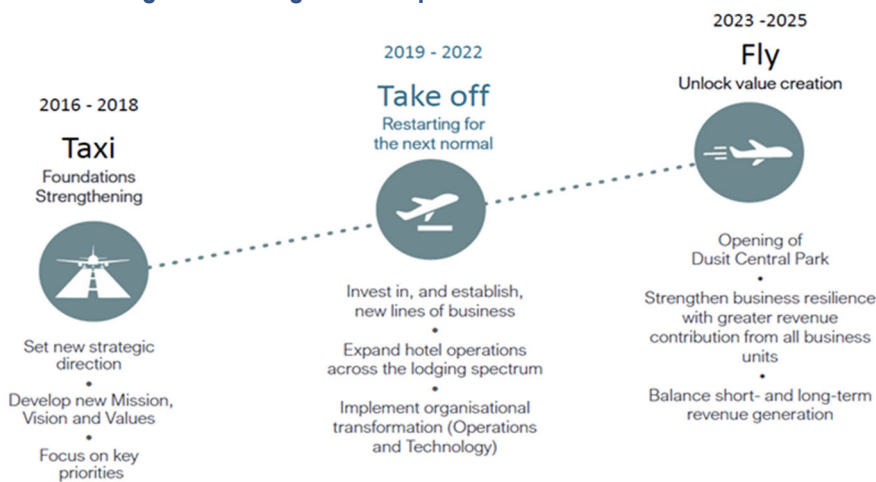 2016 - 2018
Taxi
Foundations
Strengthening
Set new strategic
direction
•
Develop new Mission,
Vision and Values
•
Focus on key
priorities
2019 - 2022
Take off
Restarting for
the next normal
Invest in, and establish,
new lines of business
•
Expand hotel operations
across the lodging spectrum
•
Implement organisational
transformation (Operations
and Technology)
2023 -2025
Fly
Unlock value creation
Opening of
Dusit Central Park
•
Strengthen business resilience
with greater revenue
contribution from all business
units
•
Balance short- and long-term
revenue generation